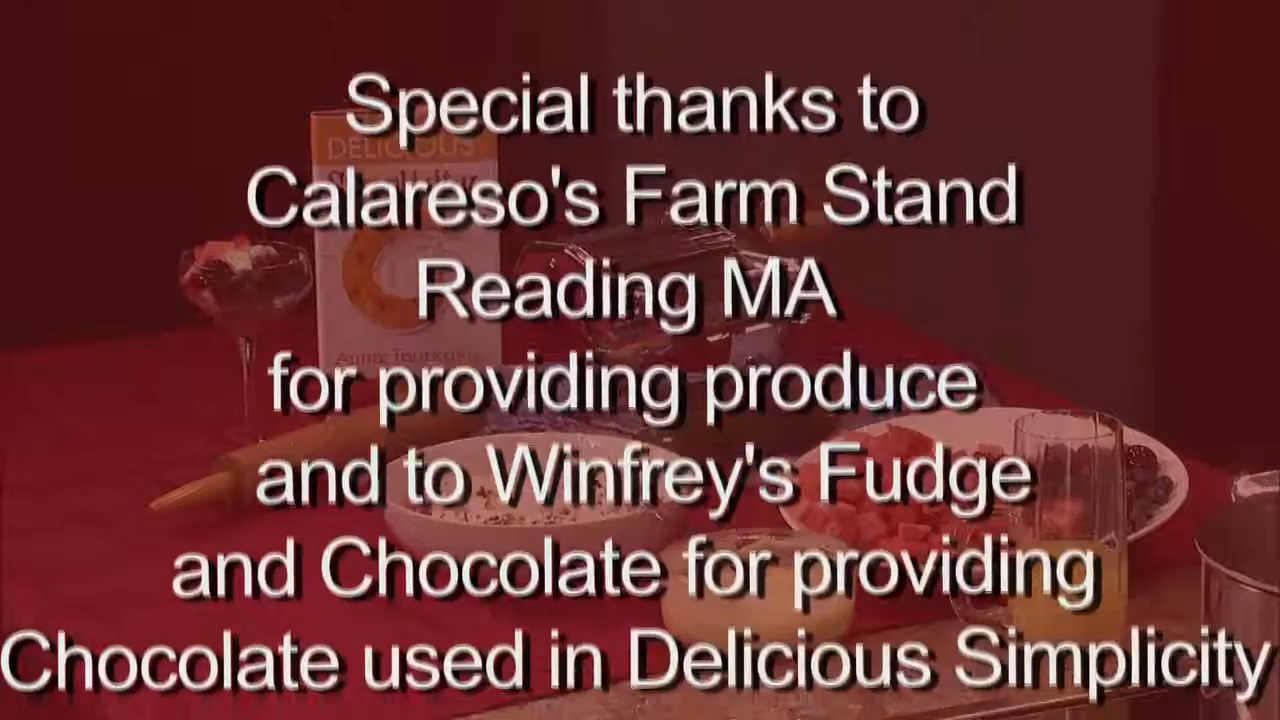 Special thanks to
Calareso's Farm Stand
Reading MA
for providing produce
and to Winfrey's Fudge
and Chocolate for providing
Chocolate used in Delicious Simplicity
DELICIOUS